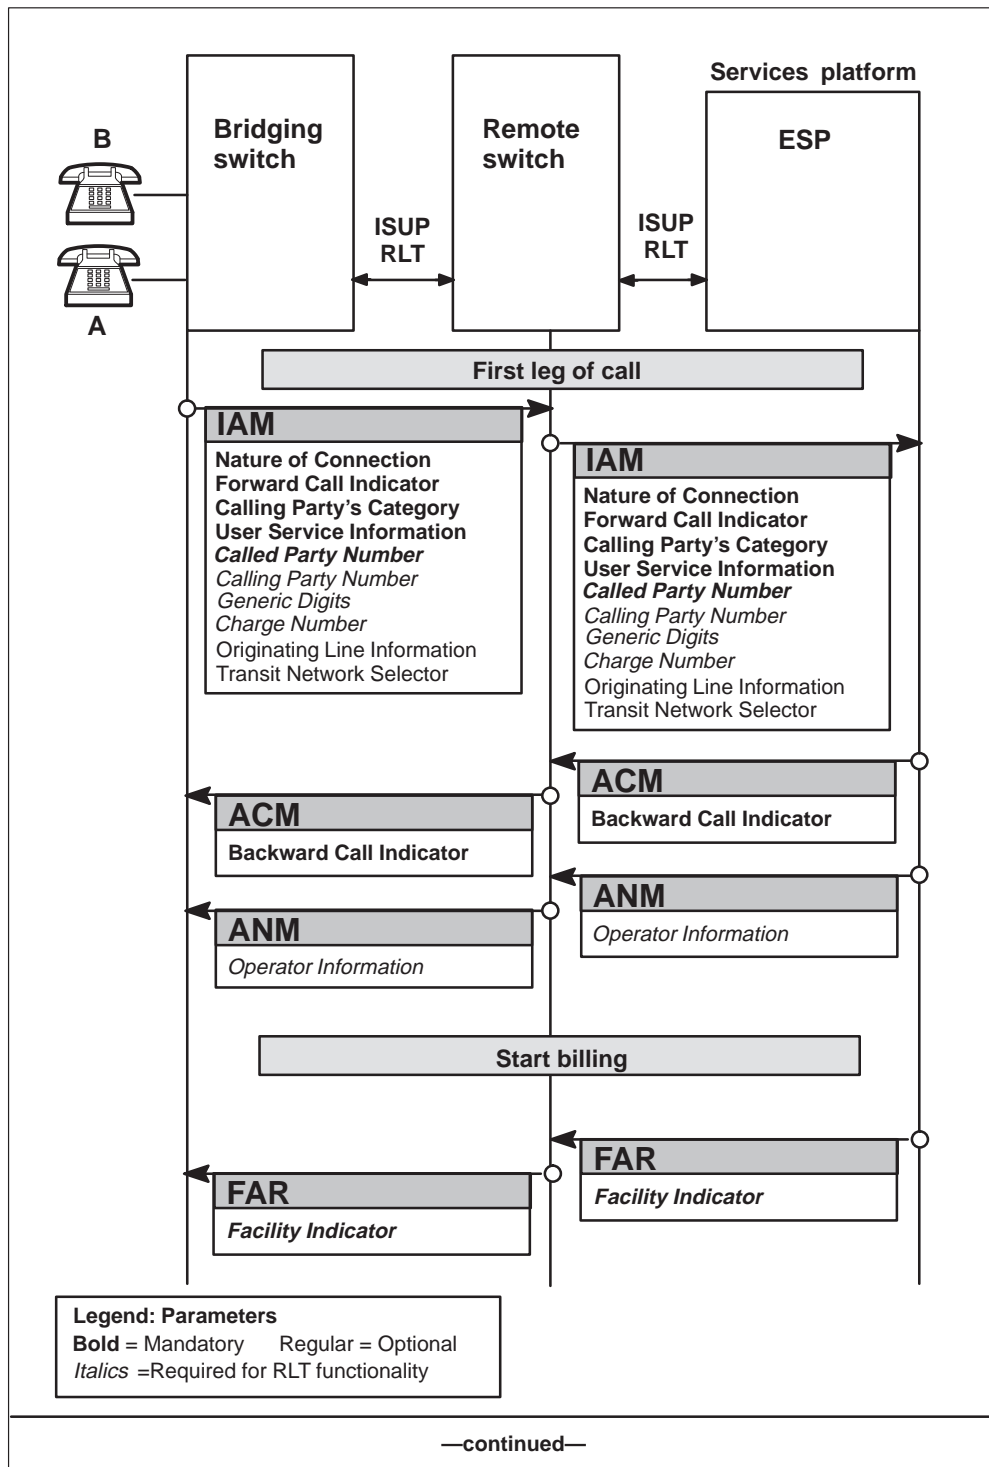 Services platform
Bridging
switch
Remote
switch
ESP
B
A
ISUP
RLT
ISUP
RLT
First leg of call
IAM
Nature of Connection
Forward Call Indicator
Calling Party’s Category
User Service Information
Called Party Number
Calling Party Number
Generic Digits
Charge Number
Originating Line Information
Transit Network Selector
IAM
Nature of Connection
Forward Call Indicator
Calling Party’s Category
User Service Information
Called Party Number
Calling Party Number
Generic Digits
Charge Number
Originating Line Information
Transit Network Selector
ACM
Backward Call Indicator
ACM
Backward Call Indicator
ANM
Operator Information
ANM
Operator Information
Start billing
FAR
Facility Indicator
FAR
Facility Indicator
Legend: Parameters
Bold = Mandatory Regular = Optional
Italics =Required for RLT functionality
—continued—